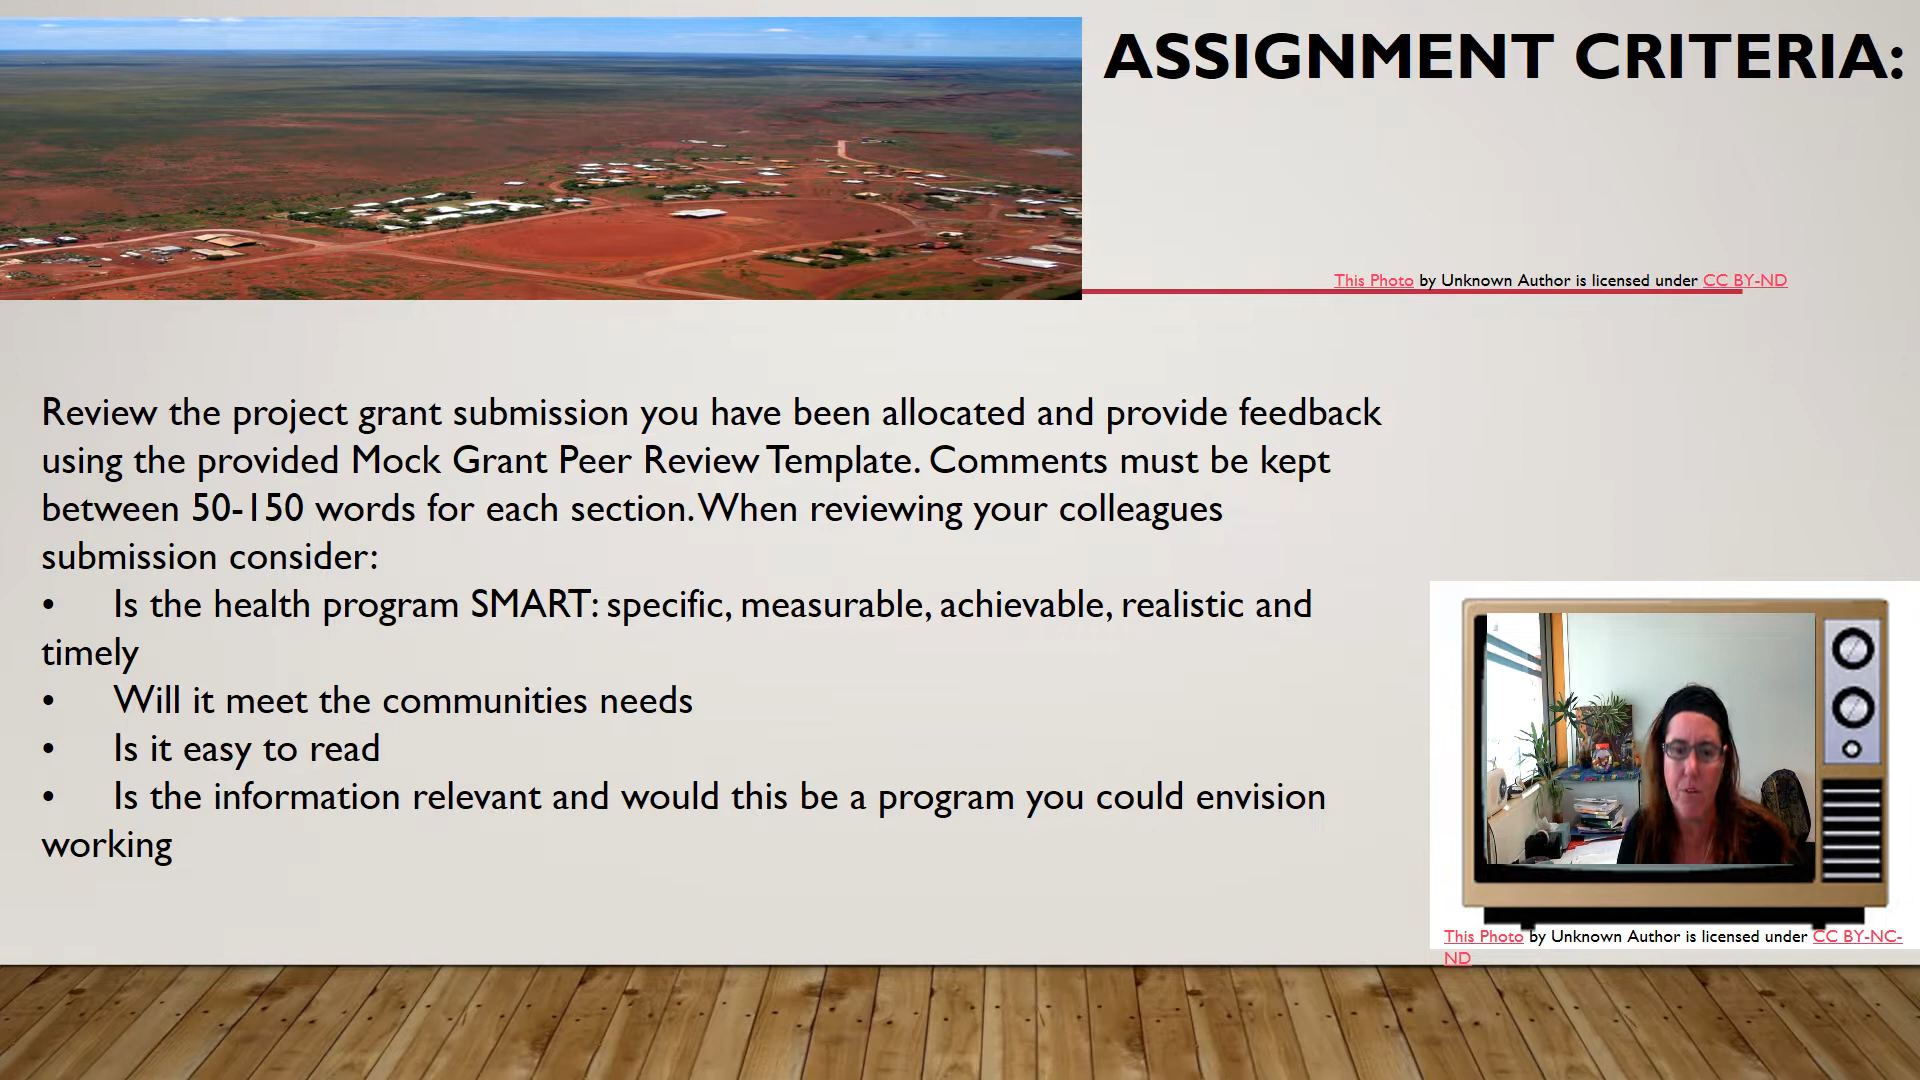 ASSIGNMENT CRITERIA:
This Photo by Unknown Author is licensed under CC BY-ND
Review the project grant submission you have been allocated and provide feedback
using the provided Mock Grant Peer Review Template. Comments must be kept
between 50-150 words for each section. When reviewing your colleagues
submission consider:
• Is the health program SMART: specific, measurable, achievable, realistic and
timely
• Will it meet the communities needs
• Is it easy to read
• Is the information relevant and would this be a program you could envision
working
This Photo by Unknown Author is licensed under CC BY-NC-
ND